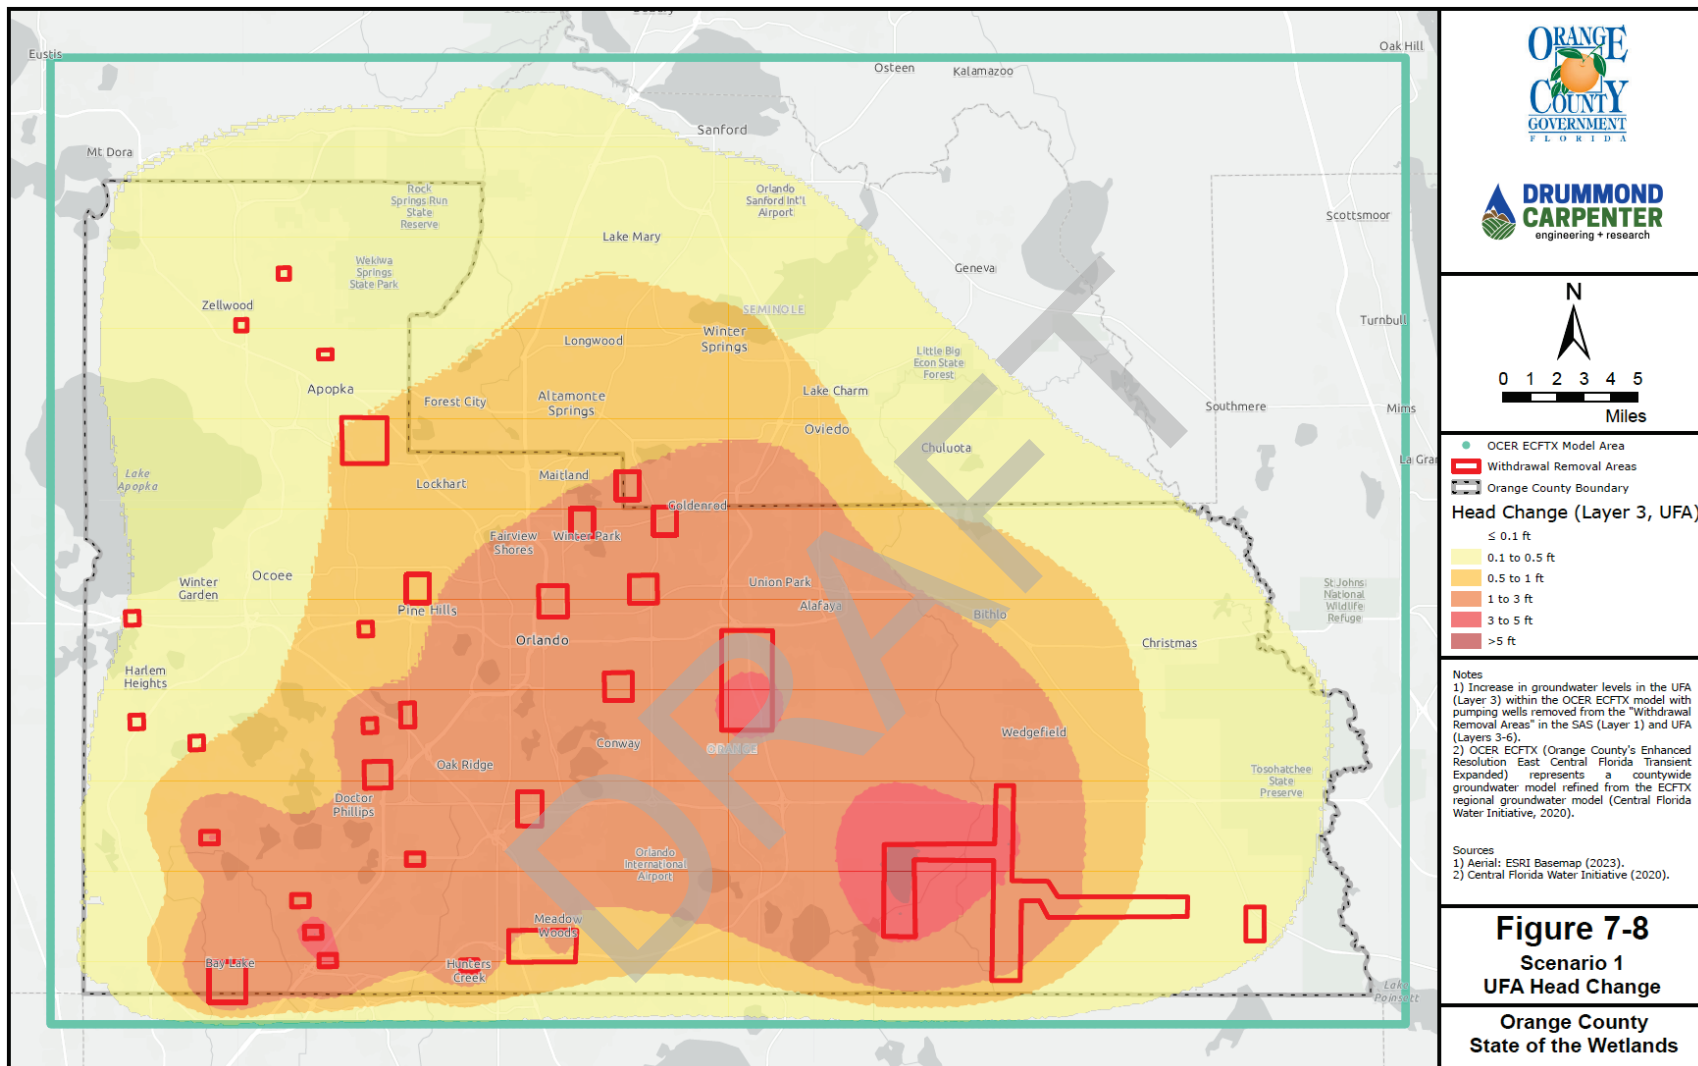 Eustis
Oak Hill
Osteen
Kalamazoo
Sanford
Mt Dora
Rock
Springs Run
State
Reserve
Orlando
Sanford Int'l
Airport
Scottsmoor
Lake Mary
Wekiwa
Springs
State Park
Geneva
Zellwood
SEMINOLE
Turnbull
Longwood
Winter
Springs
Little Big
Econ State
Forest
Apopka
Forest City
Altamonte
Springs
Lake Charm
Southmere
Mims
Oviedo
Chuluota
Lake
Apopka
Lockhart
Maitland
La Gra
Goldenrod
Fairview
Shores
Winter Park
Winter
Garden
Ocoee
Union Park
Pine Hills
Alafaya
Bithlo
St Johns
National
Wildlife
Refuge
Orlando
Christmas
Harlem
Heights
Conway
ORANGE
Wedgefield
Oak Ridge
Tosohatchee
State
Preserve
Doctor
Phillips
Orlando
International
Airport
Meadow
Woods
Bay Lake
Hunters
Creek
Lake
Poinsett
DRAFT
ORANGE
COUNTY
GOVERNMENT
FLORIDA
DRUMMOND
CARPENTER
engineering + research
N
0 1 2 3 4 5
Miles
OCER ECFTX Model Area
Withdrawal Removal Areas
Orange County Boundary
Head Change (Layer 3, UFA)
≤ 0.1 ft
0.1 to 0.5 ft
0.5 to 1 ft
1 to 3 ft
3 to 5 ft
>5 ft
Notes
1) Increase in groundwater levels in the UFA
(Layer 3) within the OCER ECFTX model with
pumping wells removed from the "Withdrawal
Removal Areas" in the SAS (Layer 1) and UFA
(Layers 3-6).
2) OCER ECFTX (Orange County's Enhanced
Resolution East Central Florida Transient
Expanded) represents a countywide
groundwater model refined from the ECFTX
regional groundwater model (Central Florida
Water Initiative, 2020).
Sources
1) Aerial: ESRI Basemap (2023).
2) Central Florida Water Initiative (2020).
Figure 7-8
Scenario 1
UFA Head Change
Orange County
State of the Wetlands